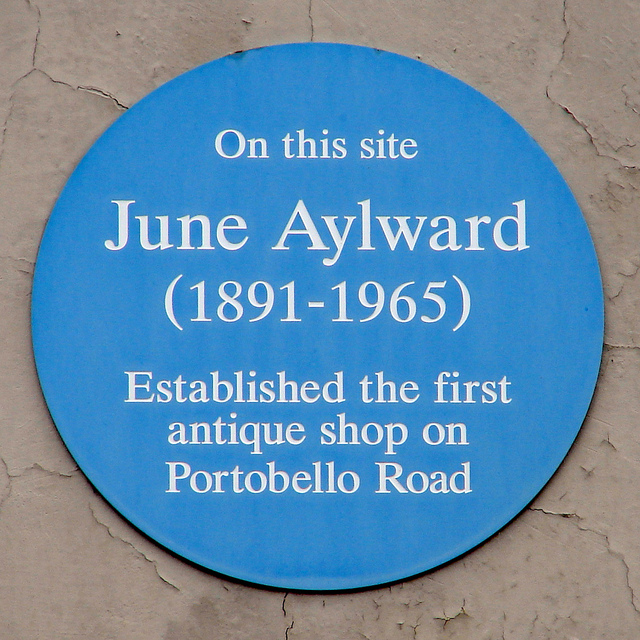 On this site
June Aylward
(1891-1965)
Established the first
antique shop on
Portobello Road